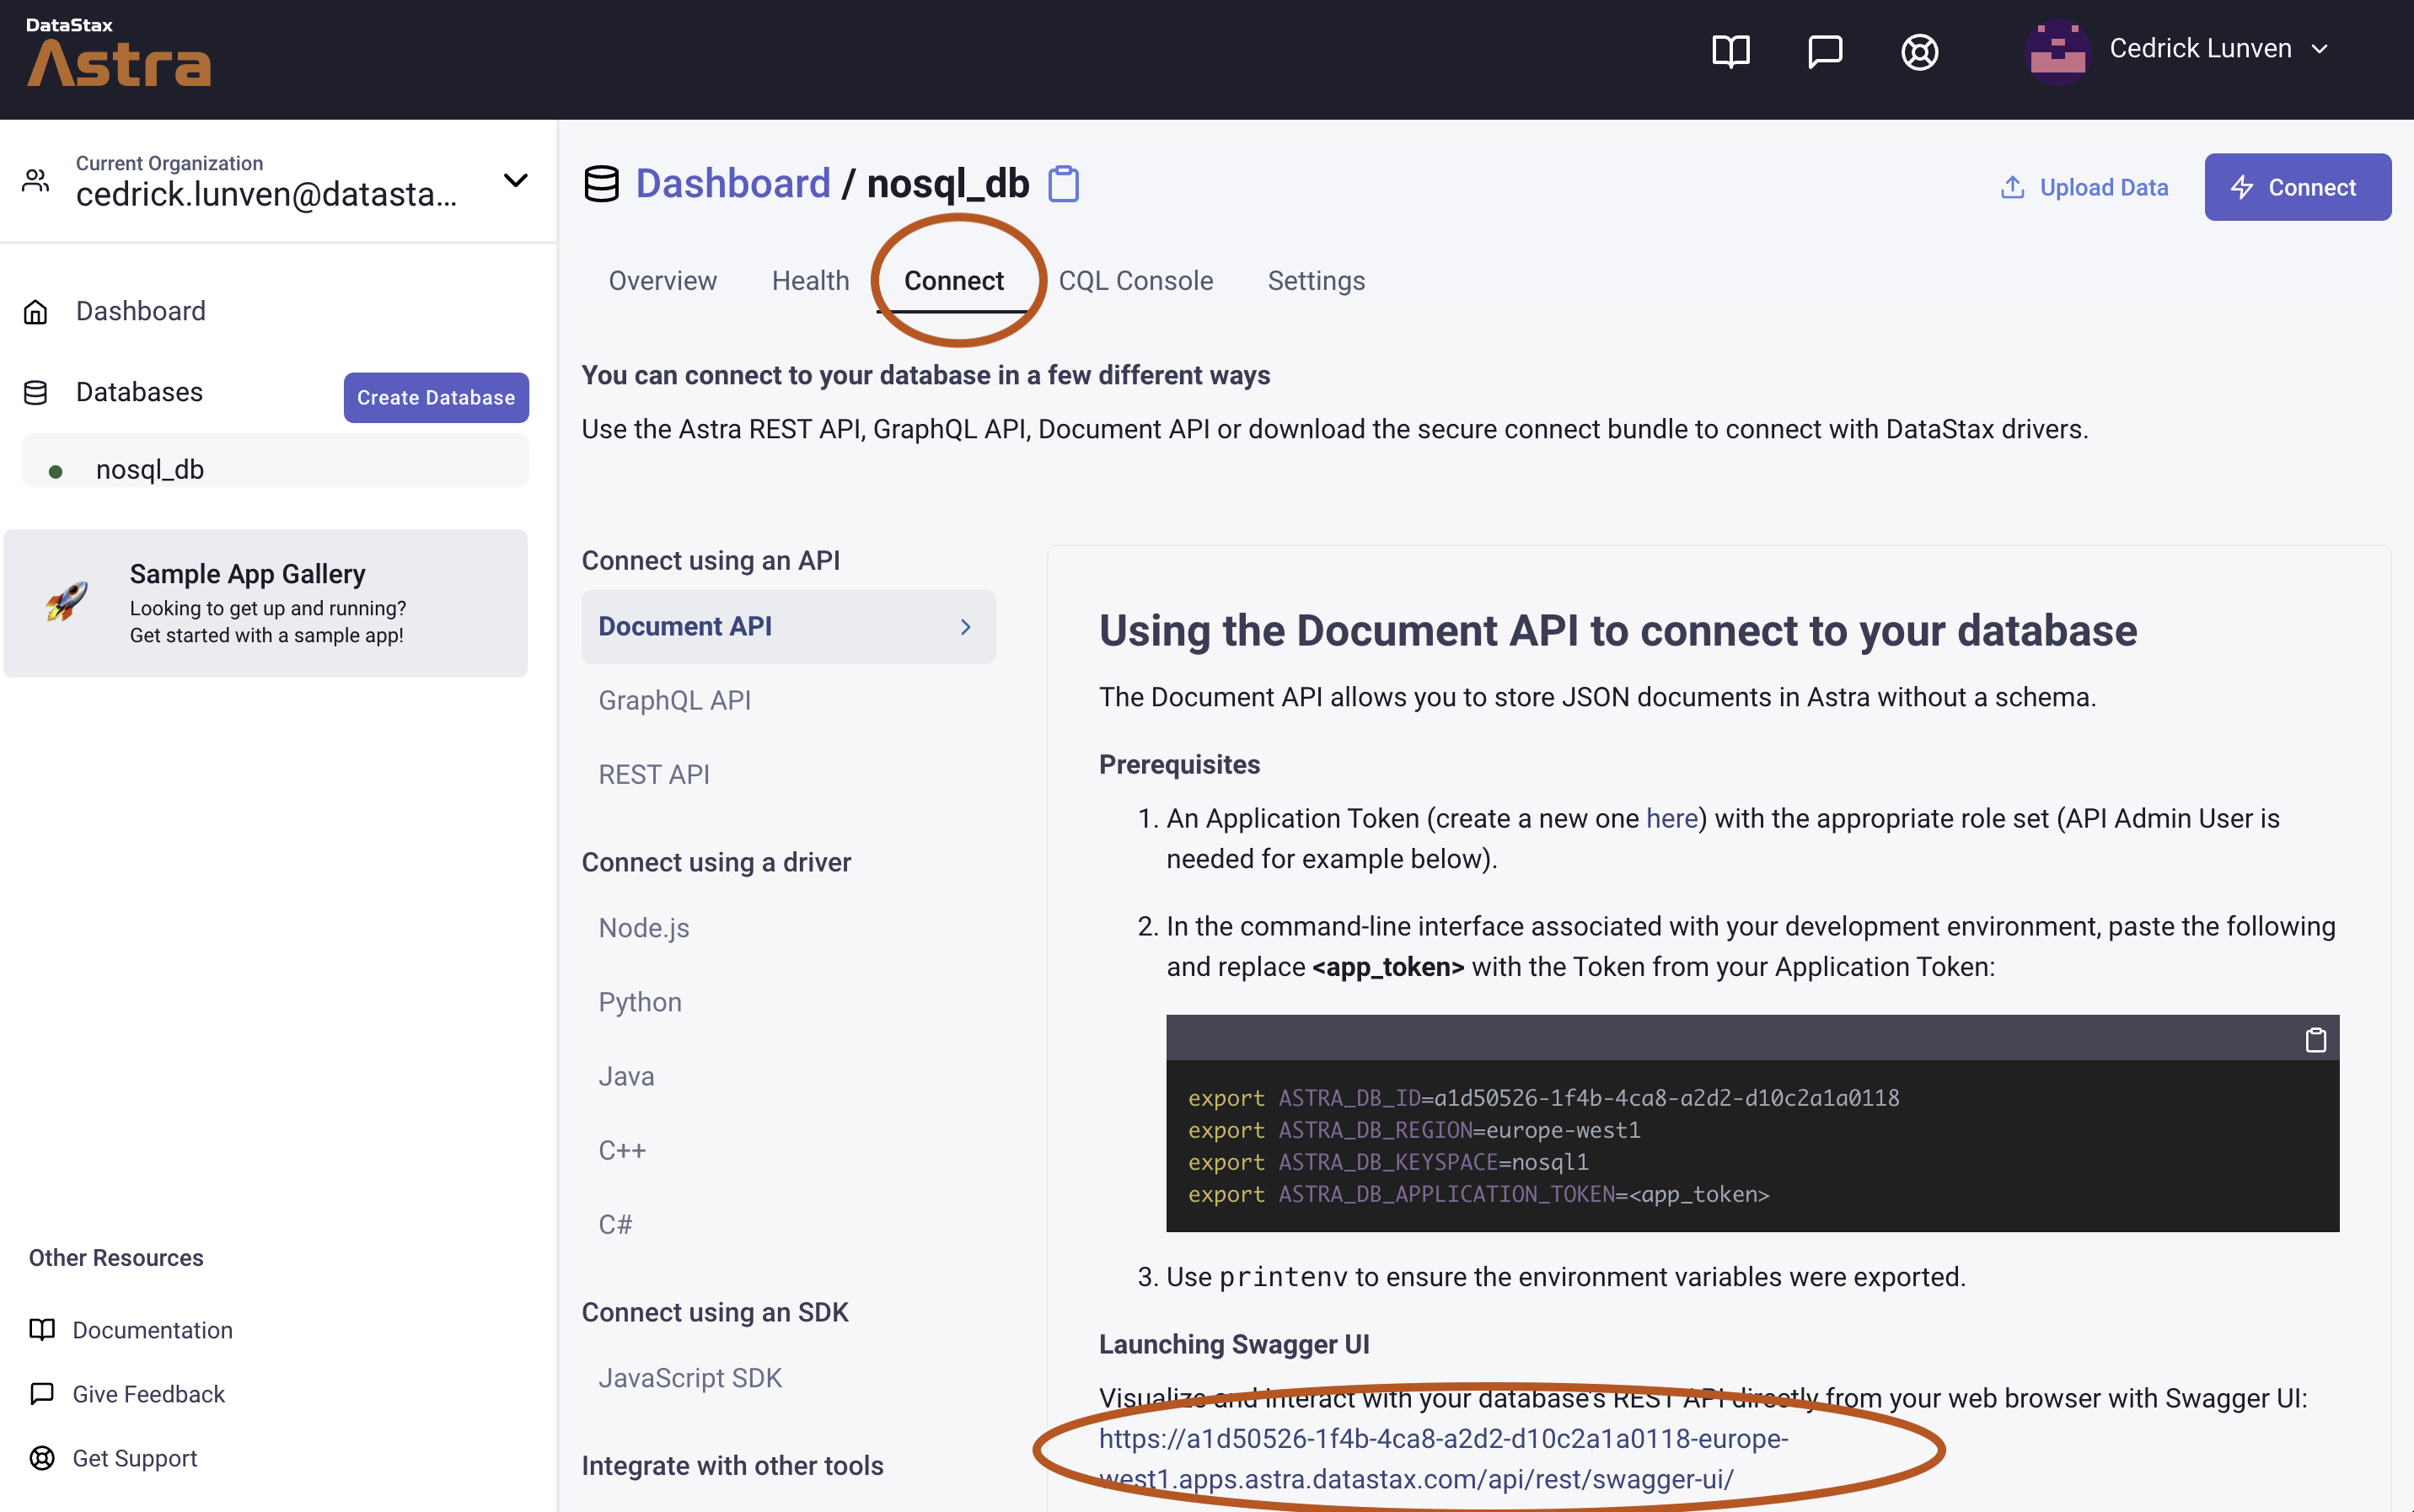 DataStax
Astra
Cedrick Lunven
Current Organization
cedrick.lunven@datasta...
Dashboard
Databases
Create Database
nosql_db
Sample App Gallery
Looking to get up and running?
Get started with a sample app!
Other Resources
Documentation
Give Feedback
Get Support
Dashboard / nosql_db
Upload Data
Connect
Overview Health Connect CQL Console Settings
You can connect to your database in a few different ways
Use the Astra REST API, GraphQL API, Document API or download the secure connect bundle to connect with DataStax drivers.
Connect using an API
Document API
GraphQL API
REST API
Connect using a driver
Node.js
Python
Java
C++
C#
Connect using an SDK
JavaScript SDK
Integrate with other tools
Using the Document API to connect to your database
The Document API allows you to store JSON documents in Astra without a schema.
Prerequisites
1. An Application Token (create a new one here) with the appropriate role set (API Admin User is
needed for example below).
2. In the command-line interface associated with your development environment, paste the following
and replace <app_token> with the Token from your Application Token:
export ASTRA_DB_ID=a1d50526-1f4b-4ca8-a2d2-d10c2a1a0118
export ASTRA_DB_REGION=europe-west1
export ASTRA_DB_KEYSPACE=nosql1
export ASTRA_DB_APPLICATION_TOKEN=<app_token>
3. Use printenv to ensure the environment variables were exported.
Launching Swagger UI
Visualize and interact with your database's REST API directly from your web browser with Swagger UI:
https://a1d50526-1f4b-4ca8-a2d2-d10c2a1a0118-europe-
west1.apps.astra.datastax.com/api/rest/swagger-ui/